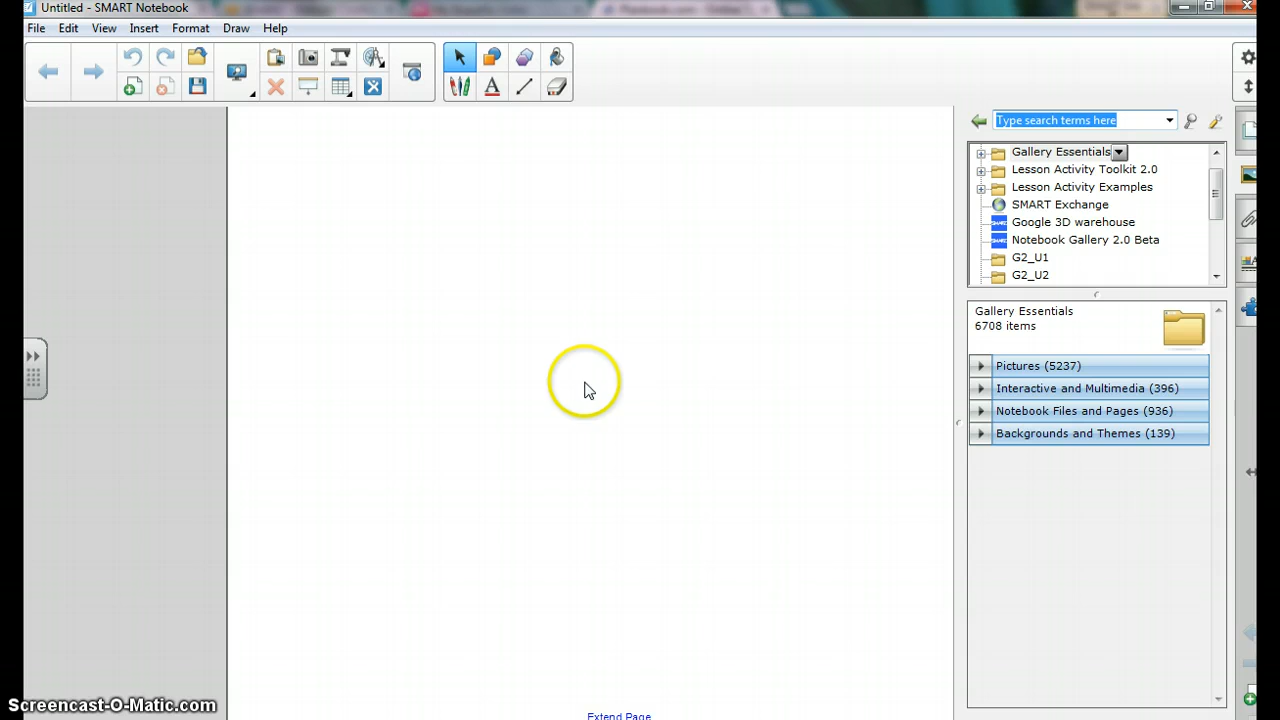 Untitled - SMART Notebook
File Edit View Insert Format Draw Help
Type search terms here
Gallery Essentials
Lesson Activity Toolkit 2.0
Lesson Activity Examples
SMART Exchange
Google 3D warehouse
Notebook Gallery 2.0 Beta
G2_U1
G2_U2
Gallery Essentials
6708 items
Pictures (5237)
Interactive and Multimedia (396)
Notebook Files and Pages (936)
Backgrounds and Themes (139)
Extend Page
Screencast-O-Matic.com